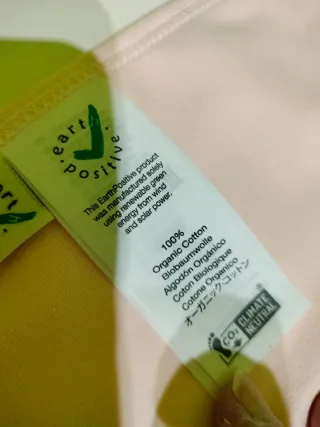 earth
positive
This EarthPositive product
was manufactured solely
using renewable green
energy from wind
and solar power.
100%
Organic Cotton
Biobaumwolle
Algodón Orgánico
Coton Biologique
Cotone Organico
オーガニック・コットン
CO2 CLIMATE
NEUTRAL